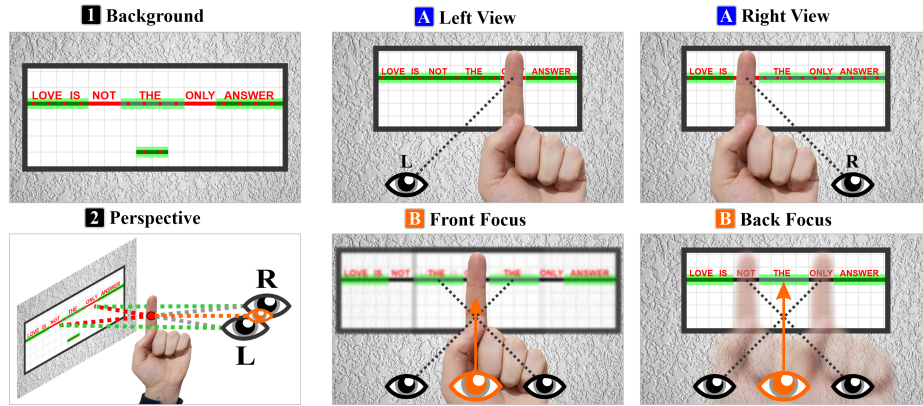 1 Background
LOVE IS NOT THE ONLY ANSWER
A Left View
LOVE IS NOT THE ANSWER
L
A Right View
LOVE IS THE ONLY ANSWER
R
2 Perspective
LOVE IS NOT THE ONLY ANSWER
R
L
B Front Focus
LOVE IS NOT THE THE ONLY ANSWER
B Back Focus
LOVE IS NOT THE ONLY ANSWER